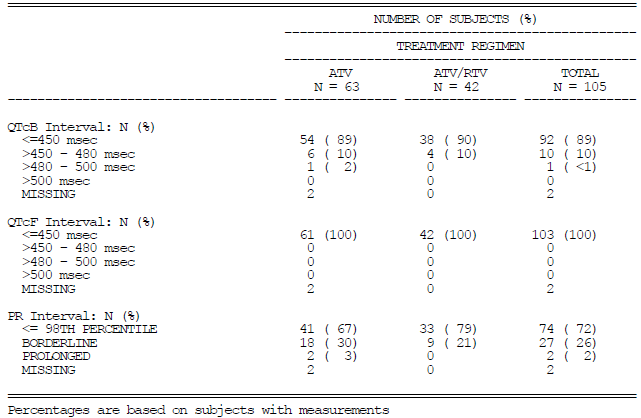 NUMBER OF SUBJECTS (%)
TREATMENT REGIMEN
ATV ATV/RTV TOTAL
N = 63 N = 42 N = 105
QTcB Interval: N (%)
<=450 msec 54 ( 89) 38 ( 90) 92 ( 89)
>450 - 480 msec 6 ( 10) 4 ( 10) 10 ( 10)
>480 - 500 msec 1 ( 2) 0 1 ( <1)
>500 msec 0 0 0
MISSING 2 0 2
QTcF Interval: N (%)
<=450 msec 61 (100) 42 (100) 103 (100)
>450 - 480 msec 0 0 0
>480 - 500 msec 0 0 0
>500 msec 0 0 0
MISSING 2 0 2
PR Interval: N (%)
<= 98TH PERCENTILE 41 ( 67) 33 ( 79) 74 ( 72)
BORDERLINE 18 ( 30) 9 ( 21) 27 ( 26)
PROLONGED 2 ( 3) 0 2 ( 2)
MISSING 2 0 2
Percentages are based on subjects with measurements